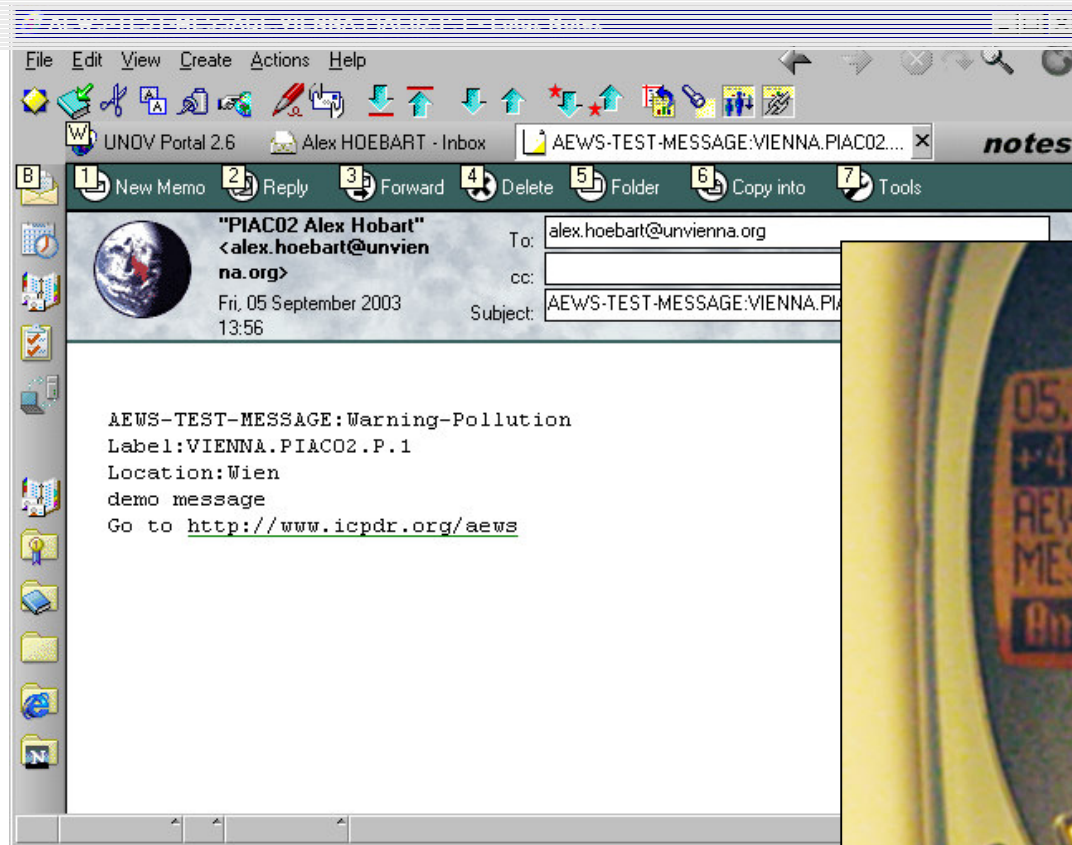 File Edit View Create Actions Help
W UNOV Portal 2.6 Alex HOEBART - Inbox AEWS-TEST-MESSAGE:VIENNA.PIAC02.... notes
B 1 New Memo 2 Reply 3 Forward 4 Delete 5 Folder 6 Copy into 7 Tools
"PIAC02 Alex Hobart"
<alex.hoebart@unvien
na.org>
Fri, 05 September 2003
13:56
To: alex.hoebart@unvienna.org
cc:
Subject: AEWS-TEST-MESSAGE:VIENNA.PIA
AEWS-TEST-MESSAGE:Warning-Pollution
Label:VIENNA.PIAC02.P.1
Location:Wien
demo message
Go to http://www.icpdr.org/aews
N
05.
+4
AEW
MES
An